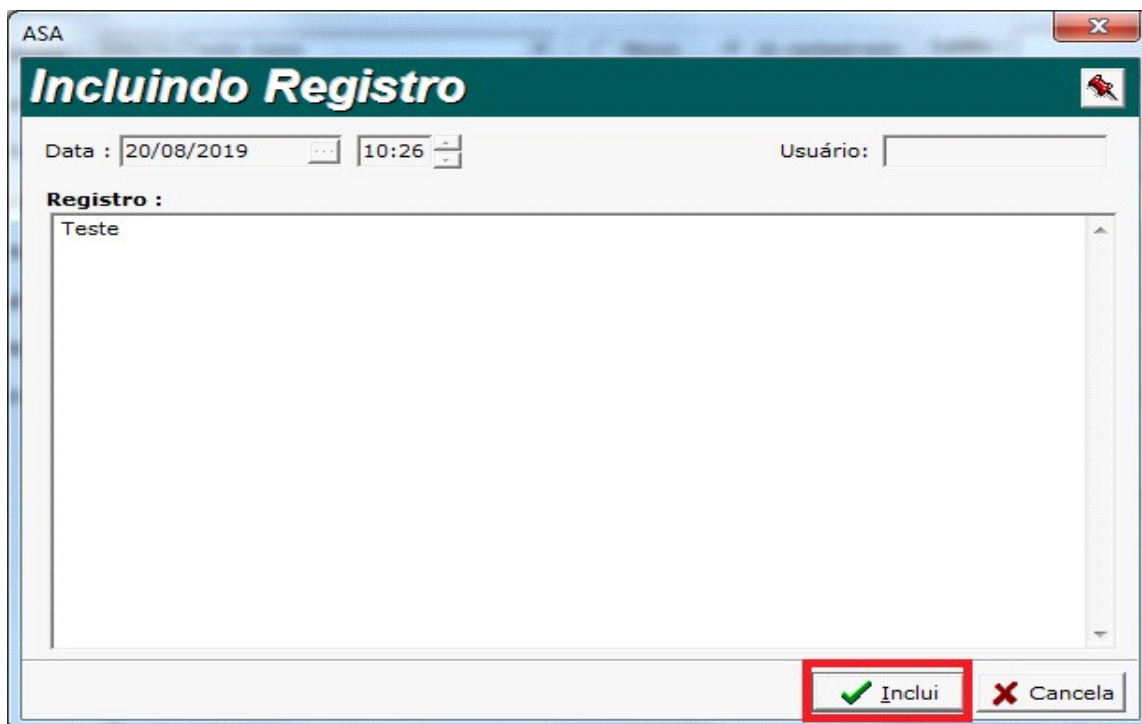 ASA
Incluindo Registro
Data : 20/08/2019 ... 10:26 Usuário:
Registro :
Teste
Inclui Cancela